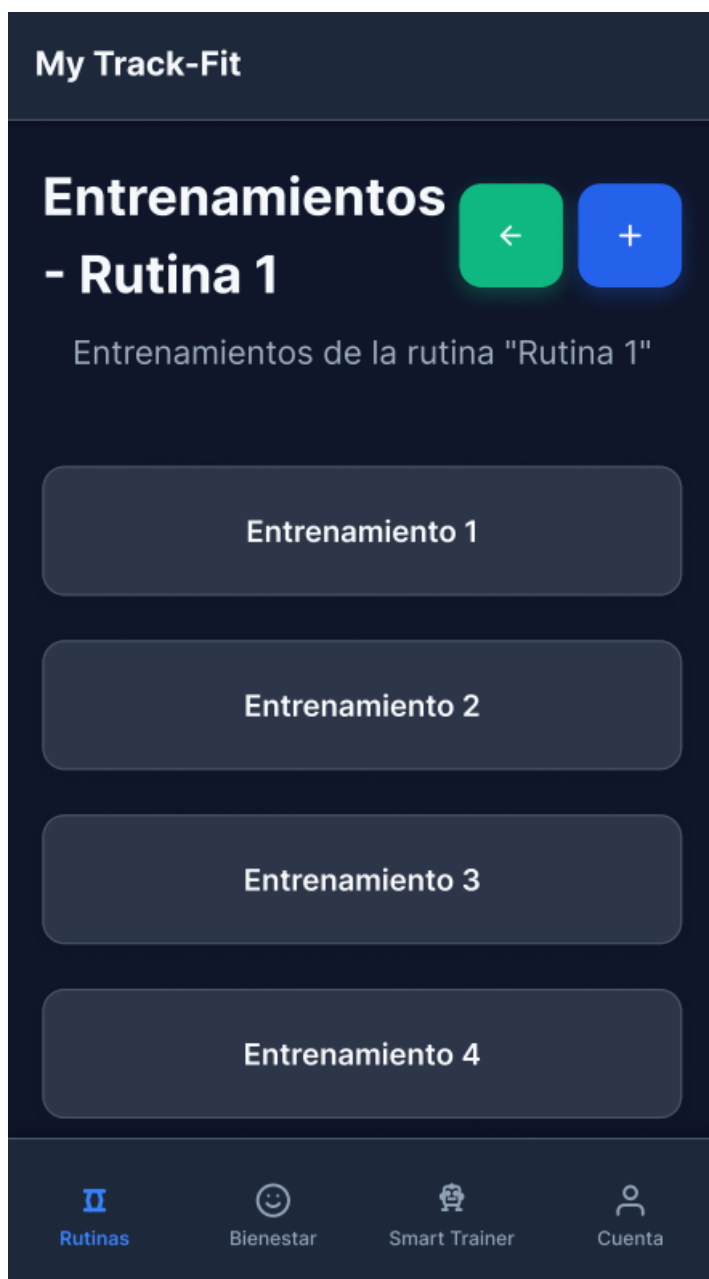 My Track-Fit
Entrenamientos
- Rutina 1
Entrenamientos de la rutina "Rutina 1"
Entrenamiento 1
Entrenamiento 2
Entrenamiento 3
Entrenamiento 4
Rutinas
Bienestar
Smart Trainer
Cuenta